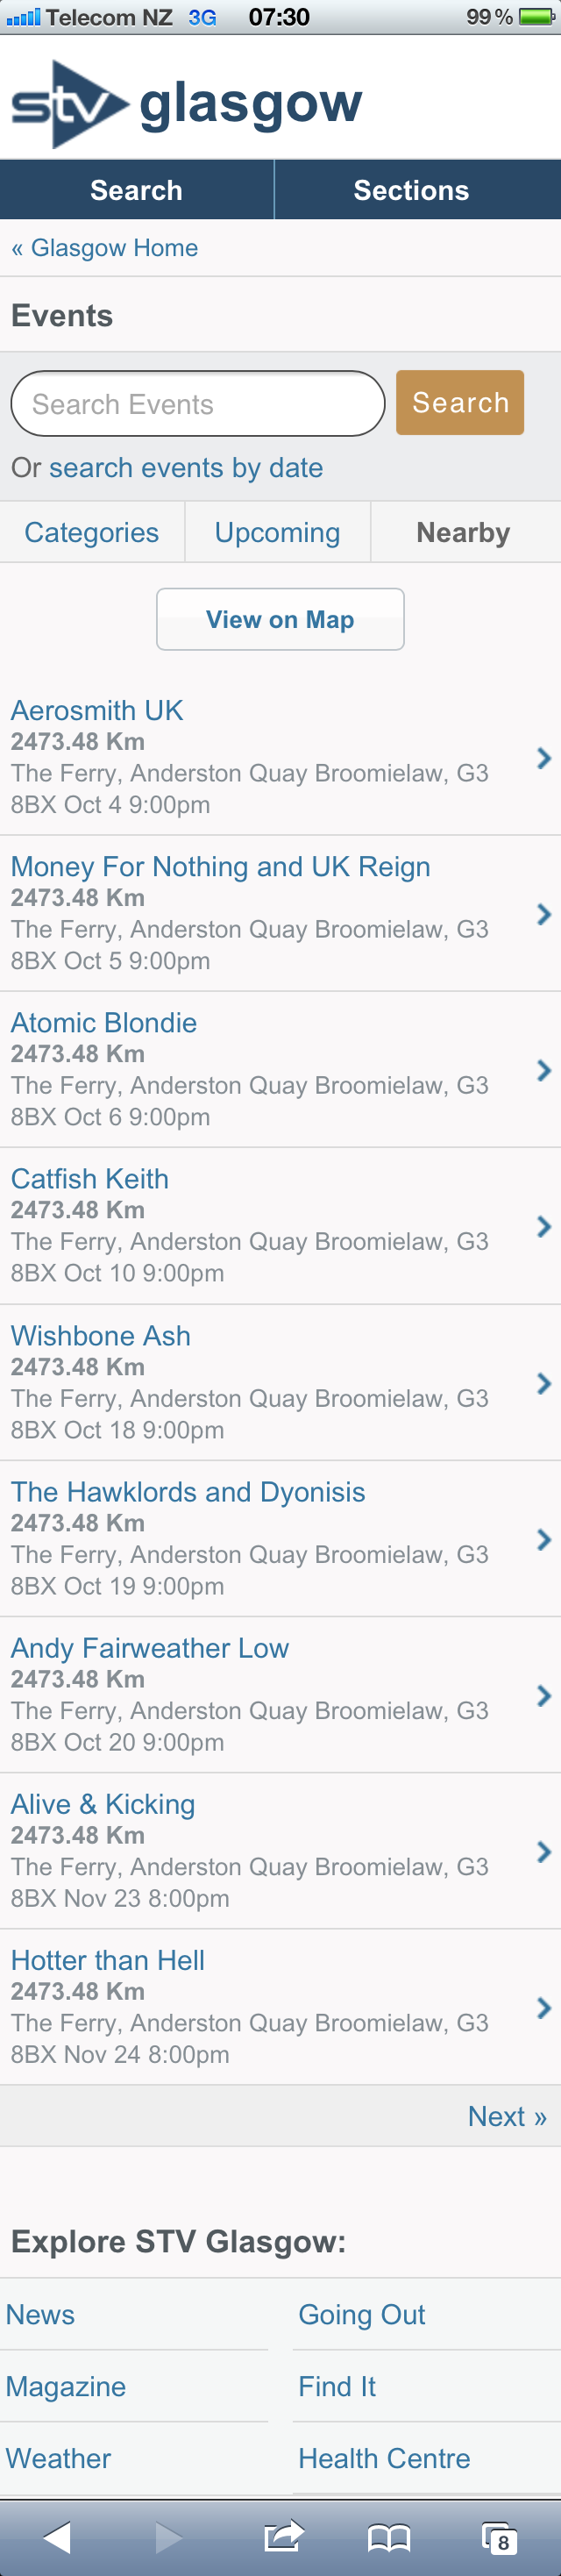 Telecom NZ 3G 07:30 99%
stv glasgow
Search Sections
« Glasgow Home
Events
Search Events Search
Or search events by date
Categories Upcoming Nearby
View on Map
Aerosmith UK
2473.48 Km
The Ferry, Anderston Quay Broomielaw, G3
8BX Oct 4 9:00pm
Money For Nothing and UK Reign
2473.48 Km
The Ferry, Anderston Quay Broomielaw, G3
8BX Oct 5 9:00pm
Atomic Blondie
2473.48 Km
The Ferry, Anderston Quay Broomielaw, G3
8BX Oct 6 9:00pm
Catfish Keith
2473.48 Km
The Ferry, Anderston Quay Broomielaw, G3
8BX Oct 10 9:00pm
Wishbone Ash
2473.48 Km
The Ferry, Anderston Quay Broomielaw, G3
8BX Oct 18 9:00pm
The Hawklords and Dyonisis
2473.48 Km
The Ferry, Anderston Quay Broomielaw, G3
8BX Oct 19 9:00pm
Andy Fairweather Low
2473.48 Km
The Ferry, Anderston Quay Broomielaw, G3
8BX Oct 20 9:00pm
Alive & Kicking
2473.48 Km
The Ferry, Anderston Quay Broomielaw, G3
8BX Nov 23 8:00pm
Hotter than Hell
2473.48 Km
The Ferry, Anderston Quay Broomielaw, G3
8BX Nov 24 8:00pm
Next »
Explore STV Glasgow:
News Going Out
Magazine Find It
Weather Health Centre
8